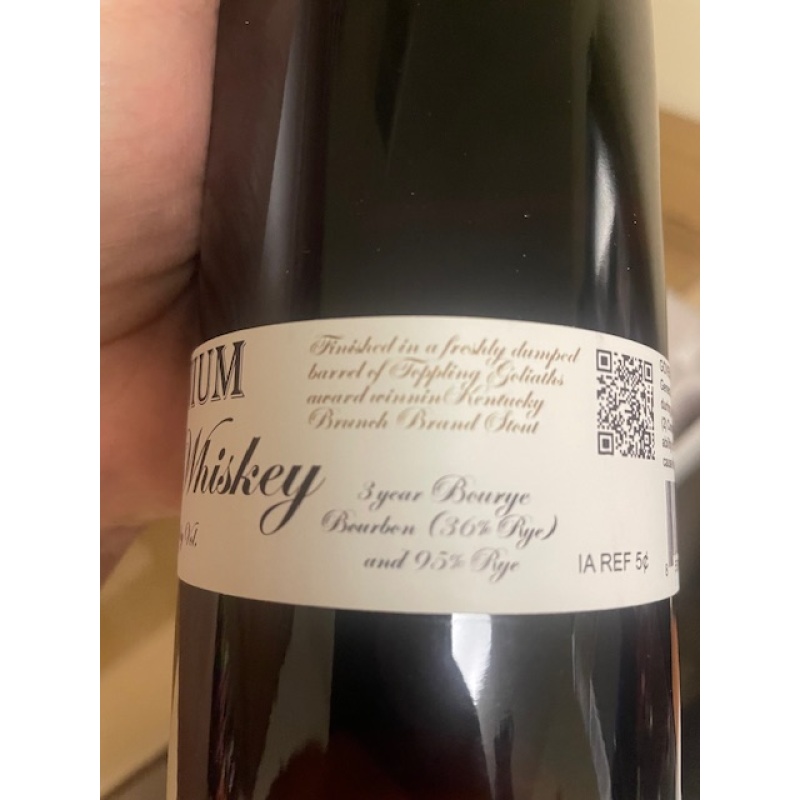 IUM
Whiskey
Vol.
Finished in a freshly dumped
barrel of Toppling Goliaths
award winnin Kentucky
Brunch Brand Stout
3 year Bourye
Bourbon (36% Rye)
and 95% Rye
IA REF 5¢